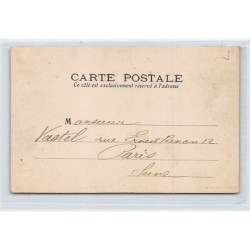 CARTE POSTALE
Ce côté est exclusivement réservé à l'adresse
Monsieur
Vastel rue Ernest Renan 12
Paris
Seine